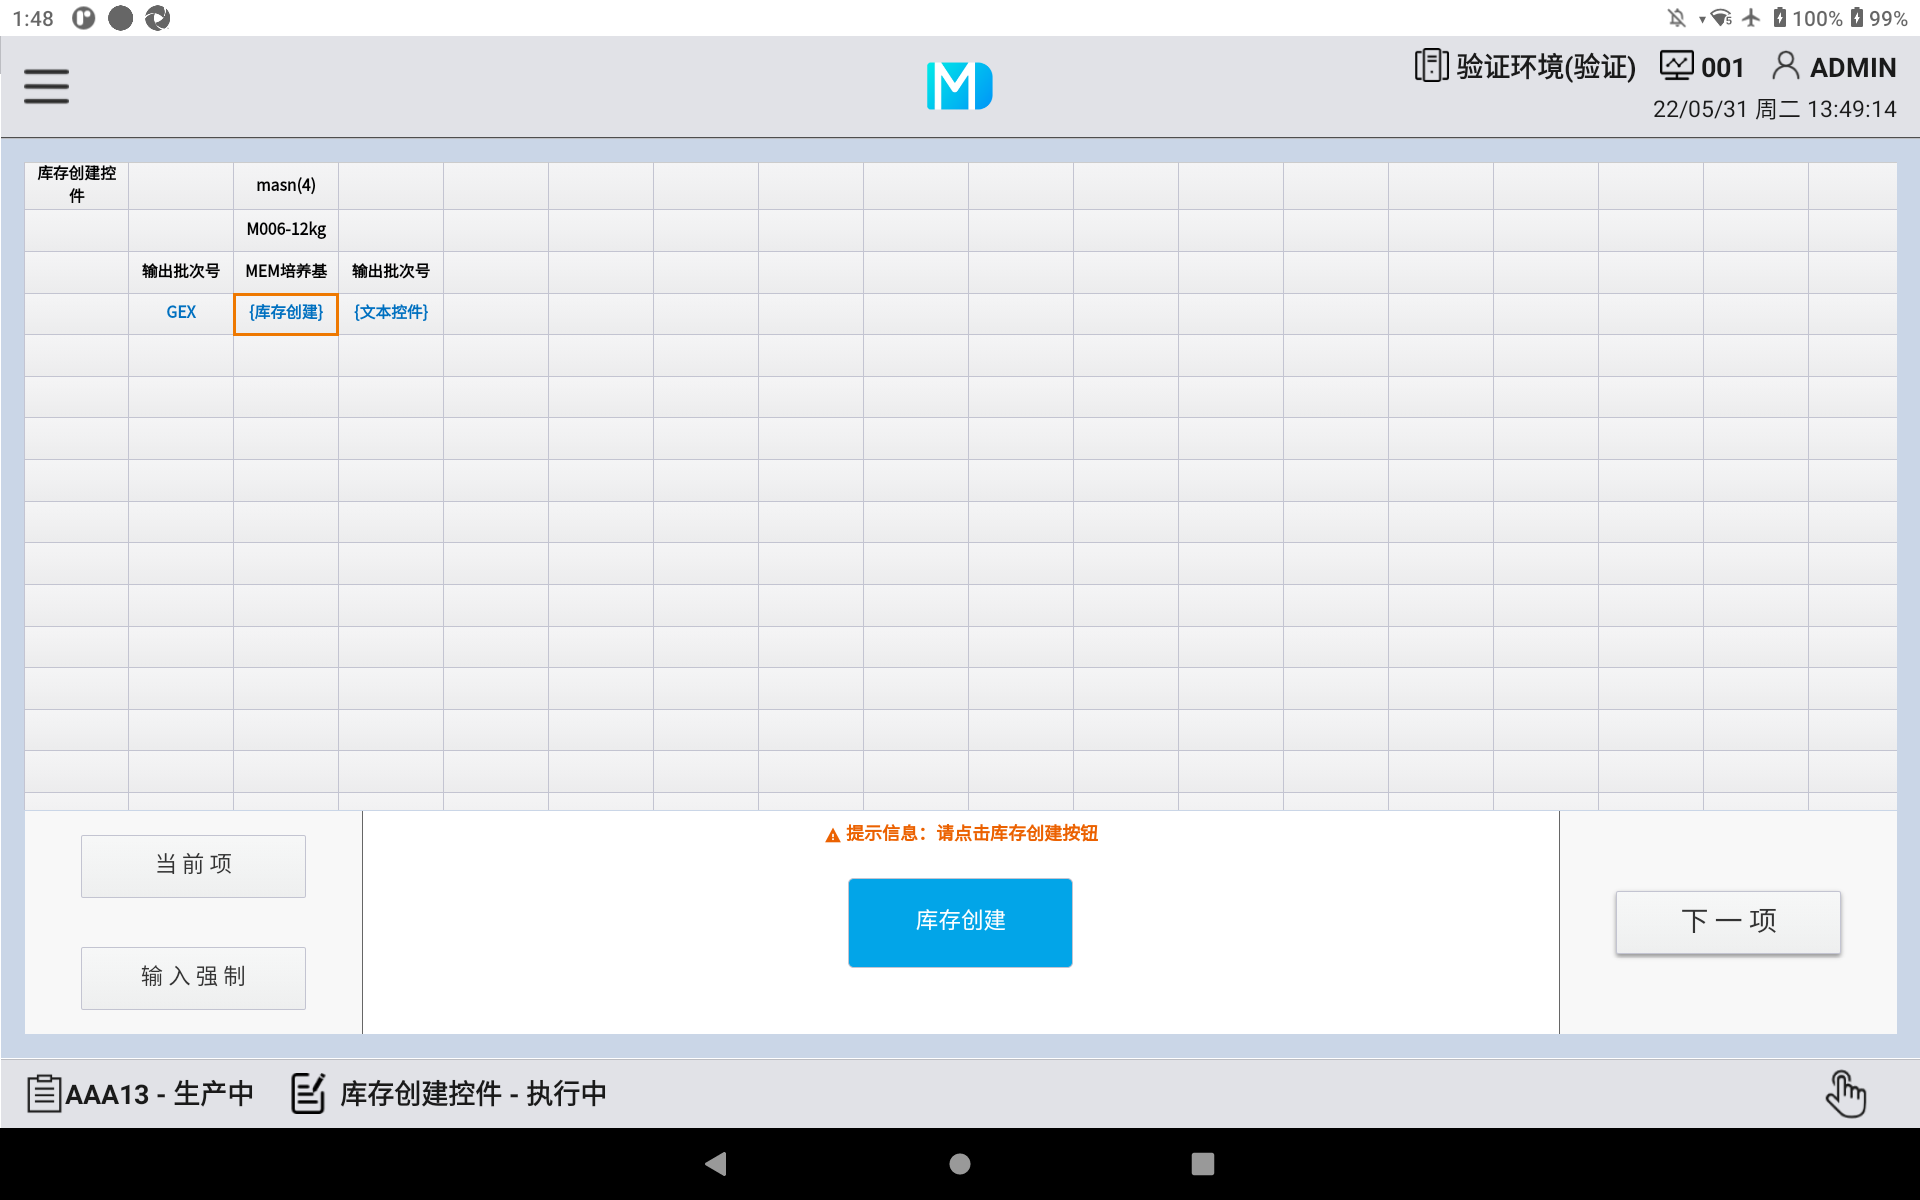 1:48
5 100% 99%
验证环境(验证) 001 ADMIN
22/05/31 周二 13:49:14
库存创建控
件
masn(4)
M006-12kg
输出批次号 MEM培养基 输出批次号
GEX {库存创建} {文本控件}
提示信息：请点击库存创建按钮
当前项
库存创建
下一项
输入强制
AAA13 - 生产中 库存创建控件 - 执行中